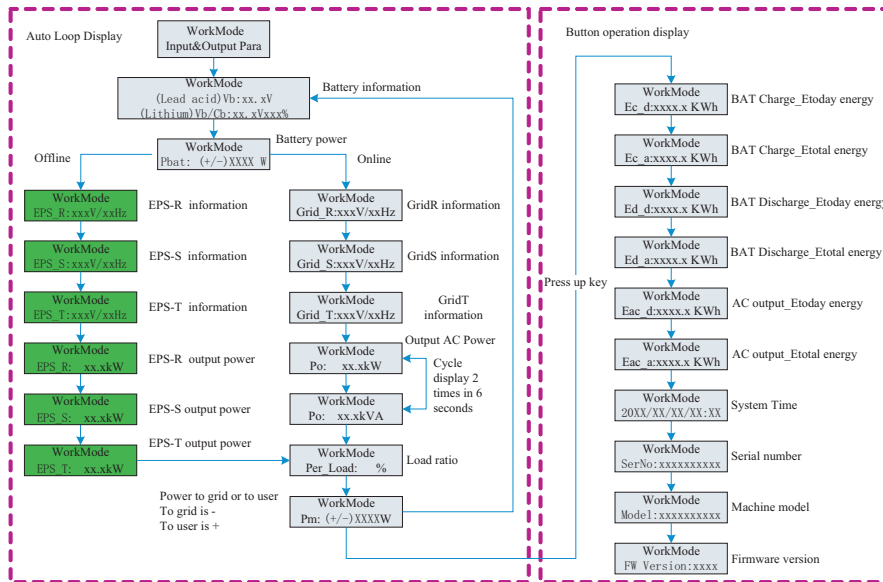 Auto Loop Display
WorkMode
Input&Output Para
WorkMode
(Lead acid)Vb:xx.xV
(Lithium)Vb/Cb:xx.xVxxx%
Battery information
Battery power
WorkMode
Pbat: (+/-)XXXX W
Offline
Online
WorkMode
EPS_R:xxxV/xxHz
EPS-R information
WorkMode
EPS_S:xxxV/xxHz
EPS-S information
WorkMode
EPS_T:xxxV/xxHz
EPS-T information
WorkMode
EPS_R: xx.xkW
EPS-R output power
WorkMode
EPS_S: xx.xkW
EPS-S output power
WorkMode
EPS_T: xx.xkW
EPS-T output power
WorkMode
Grid_R:xxxV/xxHz
GridR information
WorkMode
Grid_S:xxxV/xxHz
GridS information
WorkMode
Grid_T:xxxV/xxHz
GridT
information
Output AC Power
WorkMode
Po: xx.xkW
Cycle
display 2
times in 6
seconds
WorkMode
Po: xx.xkVA
WorkMode
Per_Load: %
Load ratio
WorkMode
Pm: (+/-)XXXXW
Power to grid or to user
To grid is -
To user is +
Press up key
Button operation display
WorkMode
Ec_d:xxxx.x KWh
BAT Charge_Etoday energy
WorkMode
Ec_a:xxxx.x KWh
BAT Charge_Etotal energy
WorkMode
Ed_d:xxxx.x KWh
BAT Discharge_Etoday energy
WorkMode
Ed_a:xxxx.x KWh
BAT Discharge_Etotal energy
WorkMode
Eac_d:xxxx.x KWh
AC output_Etoday energy
WorkMode
Eac_a:xxxx.x KWh
AC output_Etotal energy
WorkMode
20XX/XX/XX/XX:XX
System Time
WorkMode
SerNo:xxxxxxxxxx
Serial number
WorkMode
Model:xxxxxxxxxx
Machine model
WorkMode
FW Version:xxxx
Firmware version